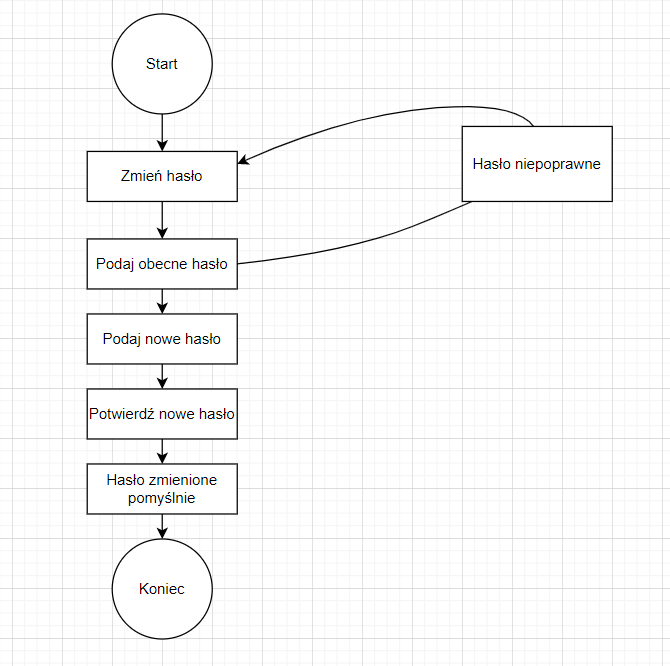 Start
Zmień hasło
Hasło niepoprawne
Podaj obecne hasło
Podaj nowe hasło
Potwierdź nowe hasło
Hasło zmienione
pomyślnie
Koniec